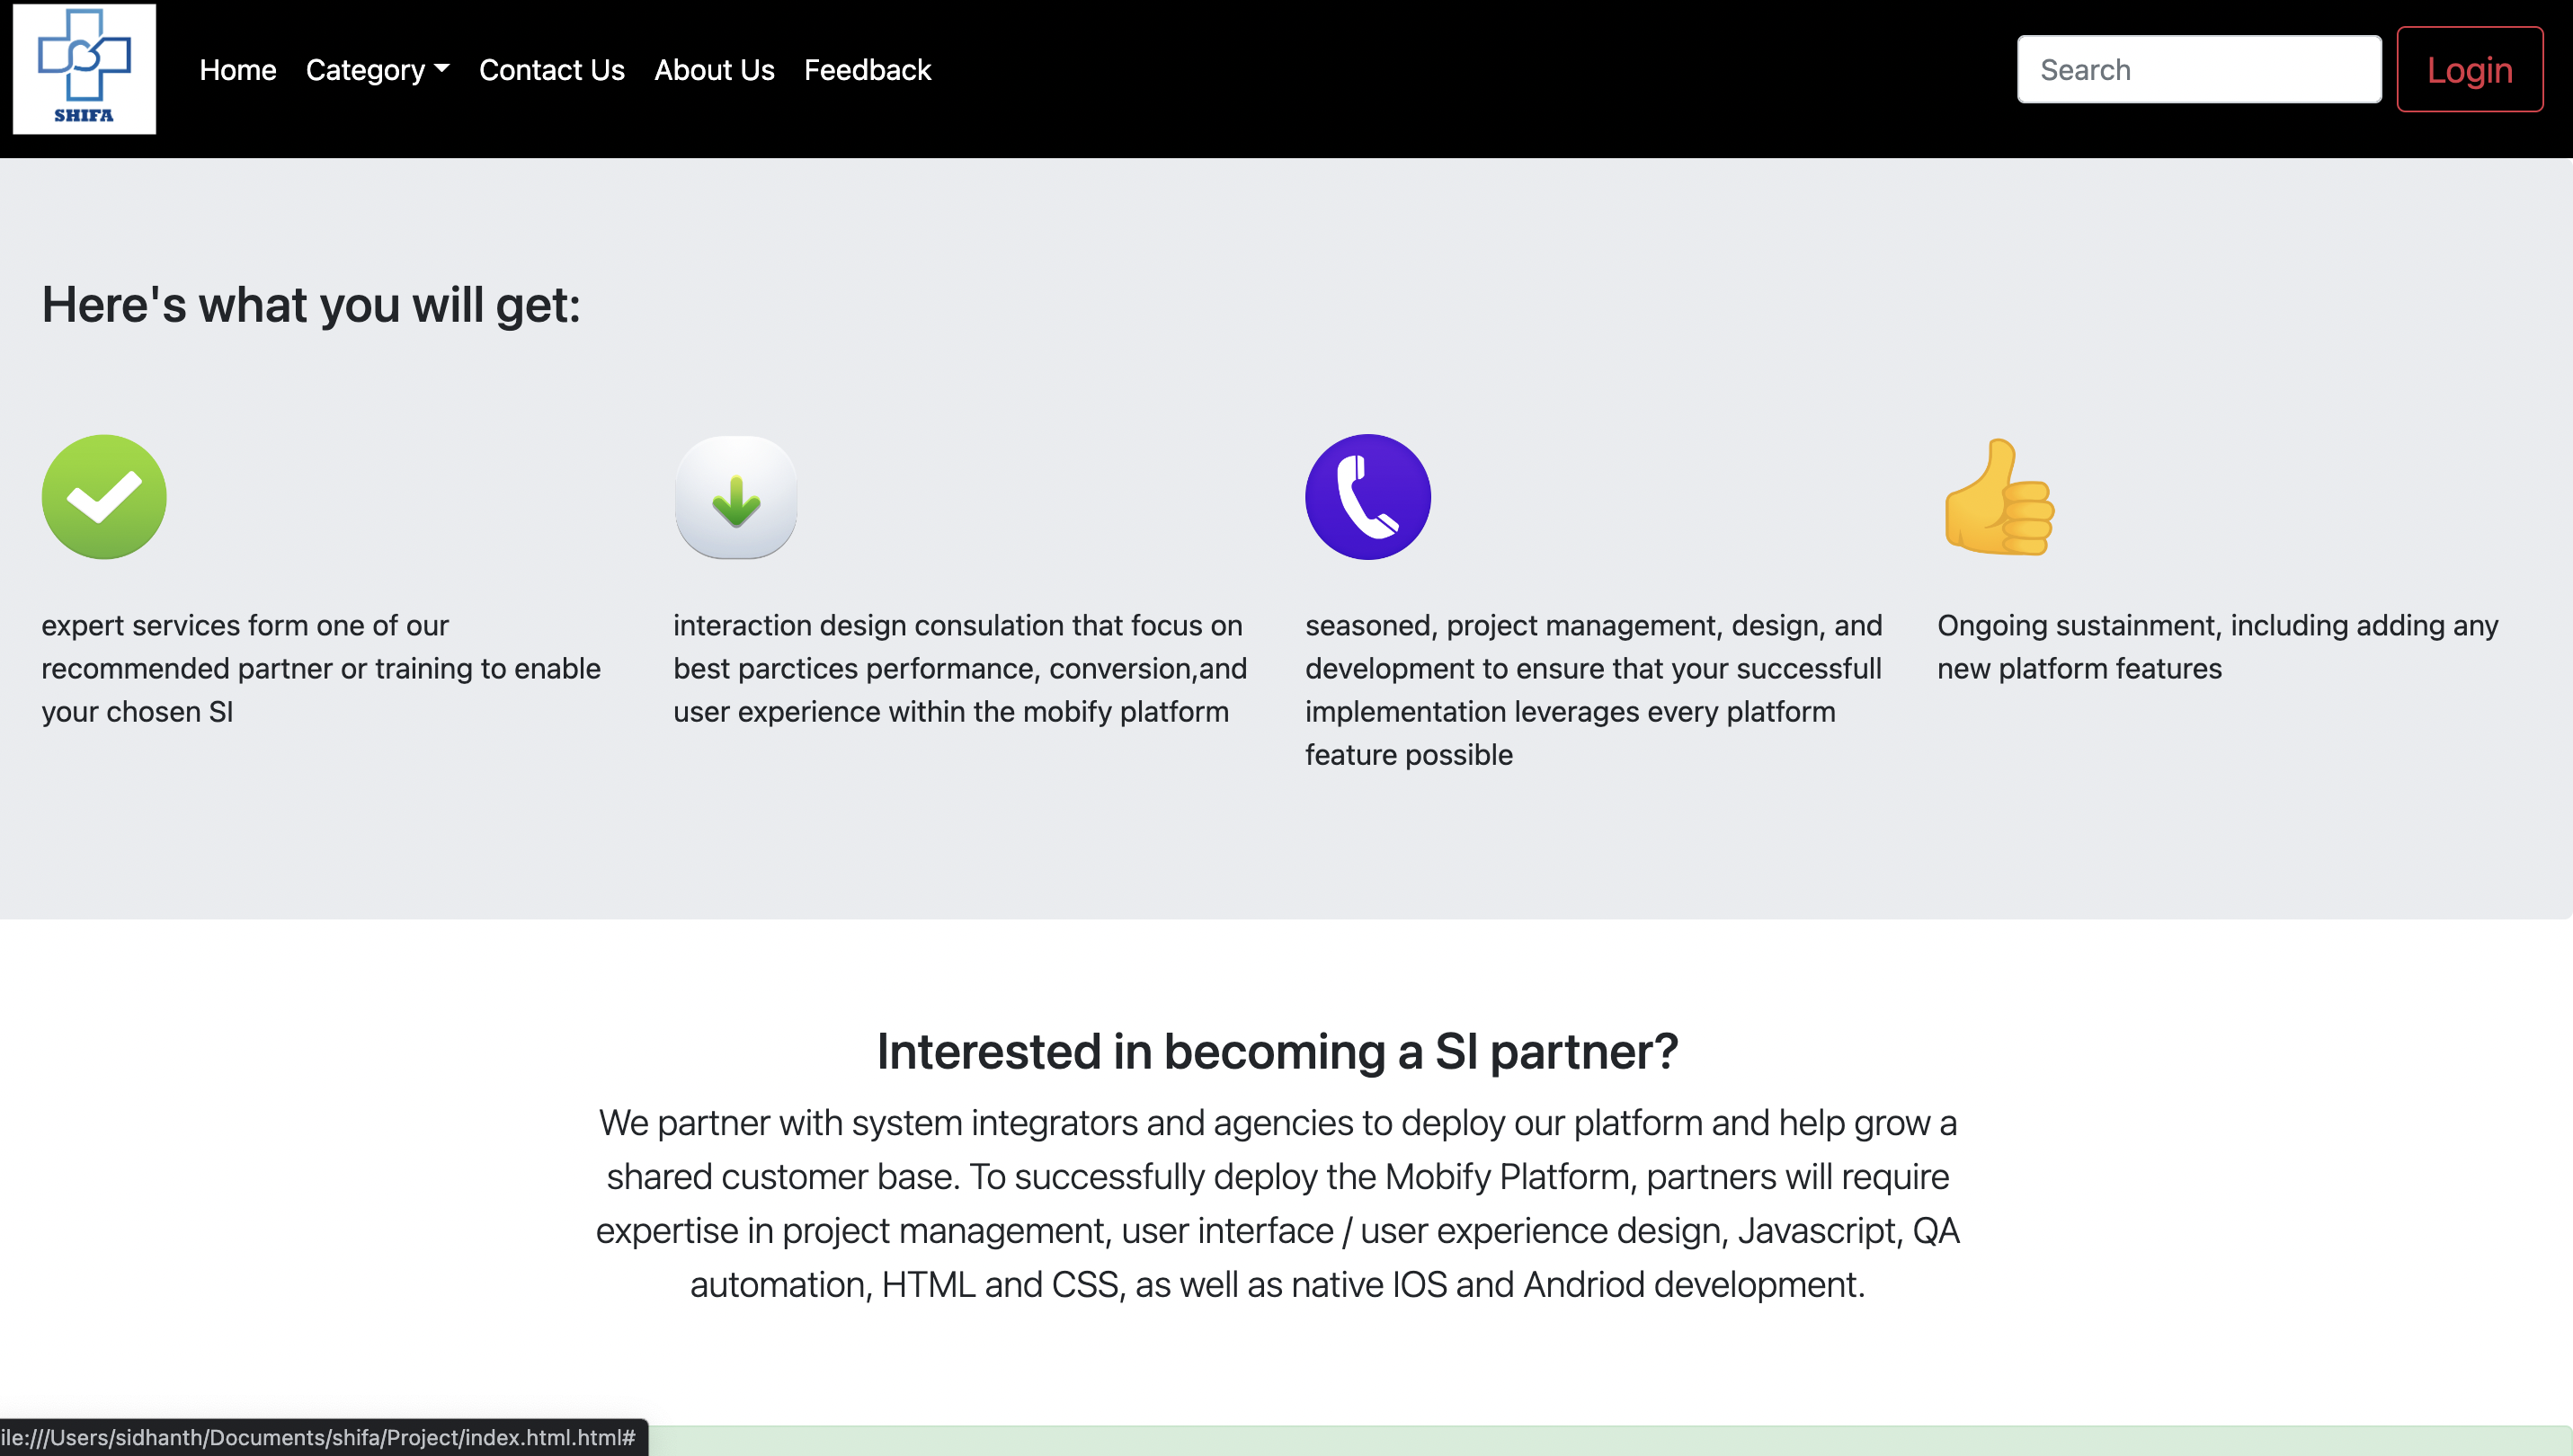 SHIFA
Home Category Contact Us About Us Feedback
Search
Login
Here's what you will get:
expert services form one of our
recommended partner or training to enable
your chosen SI
interaction design consulation that focus on
best parctices performance, conversion,and
user experience within the mobify platform
seasoned, project management, design, and
development to ensure that your successfull
implementation leverages every platform
feature possible
Ongoing sustainment, including adding any
new platform features
Interested in becoming a SI partner?
We partner with system integrators and agencies to deploy our platform and help grow a
shared customer base. To successfully deploy the Mobify Platform, partners will require
expertise in project management, user interface / user experience design, Javascript, QA
automation, HTML and CSS, as well as native IOS and Andriod development.
ile:///Users/sidhanth/Documents/shifa/Project/index.html.html#